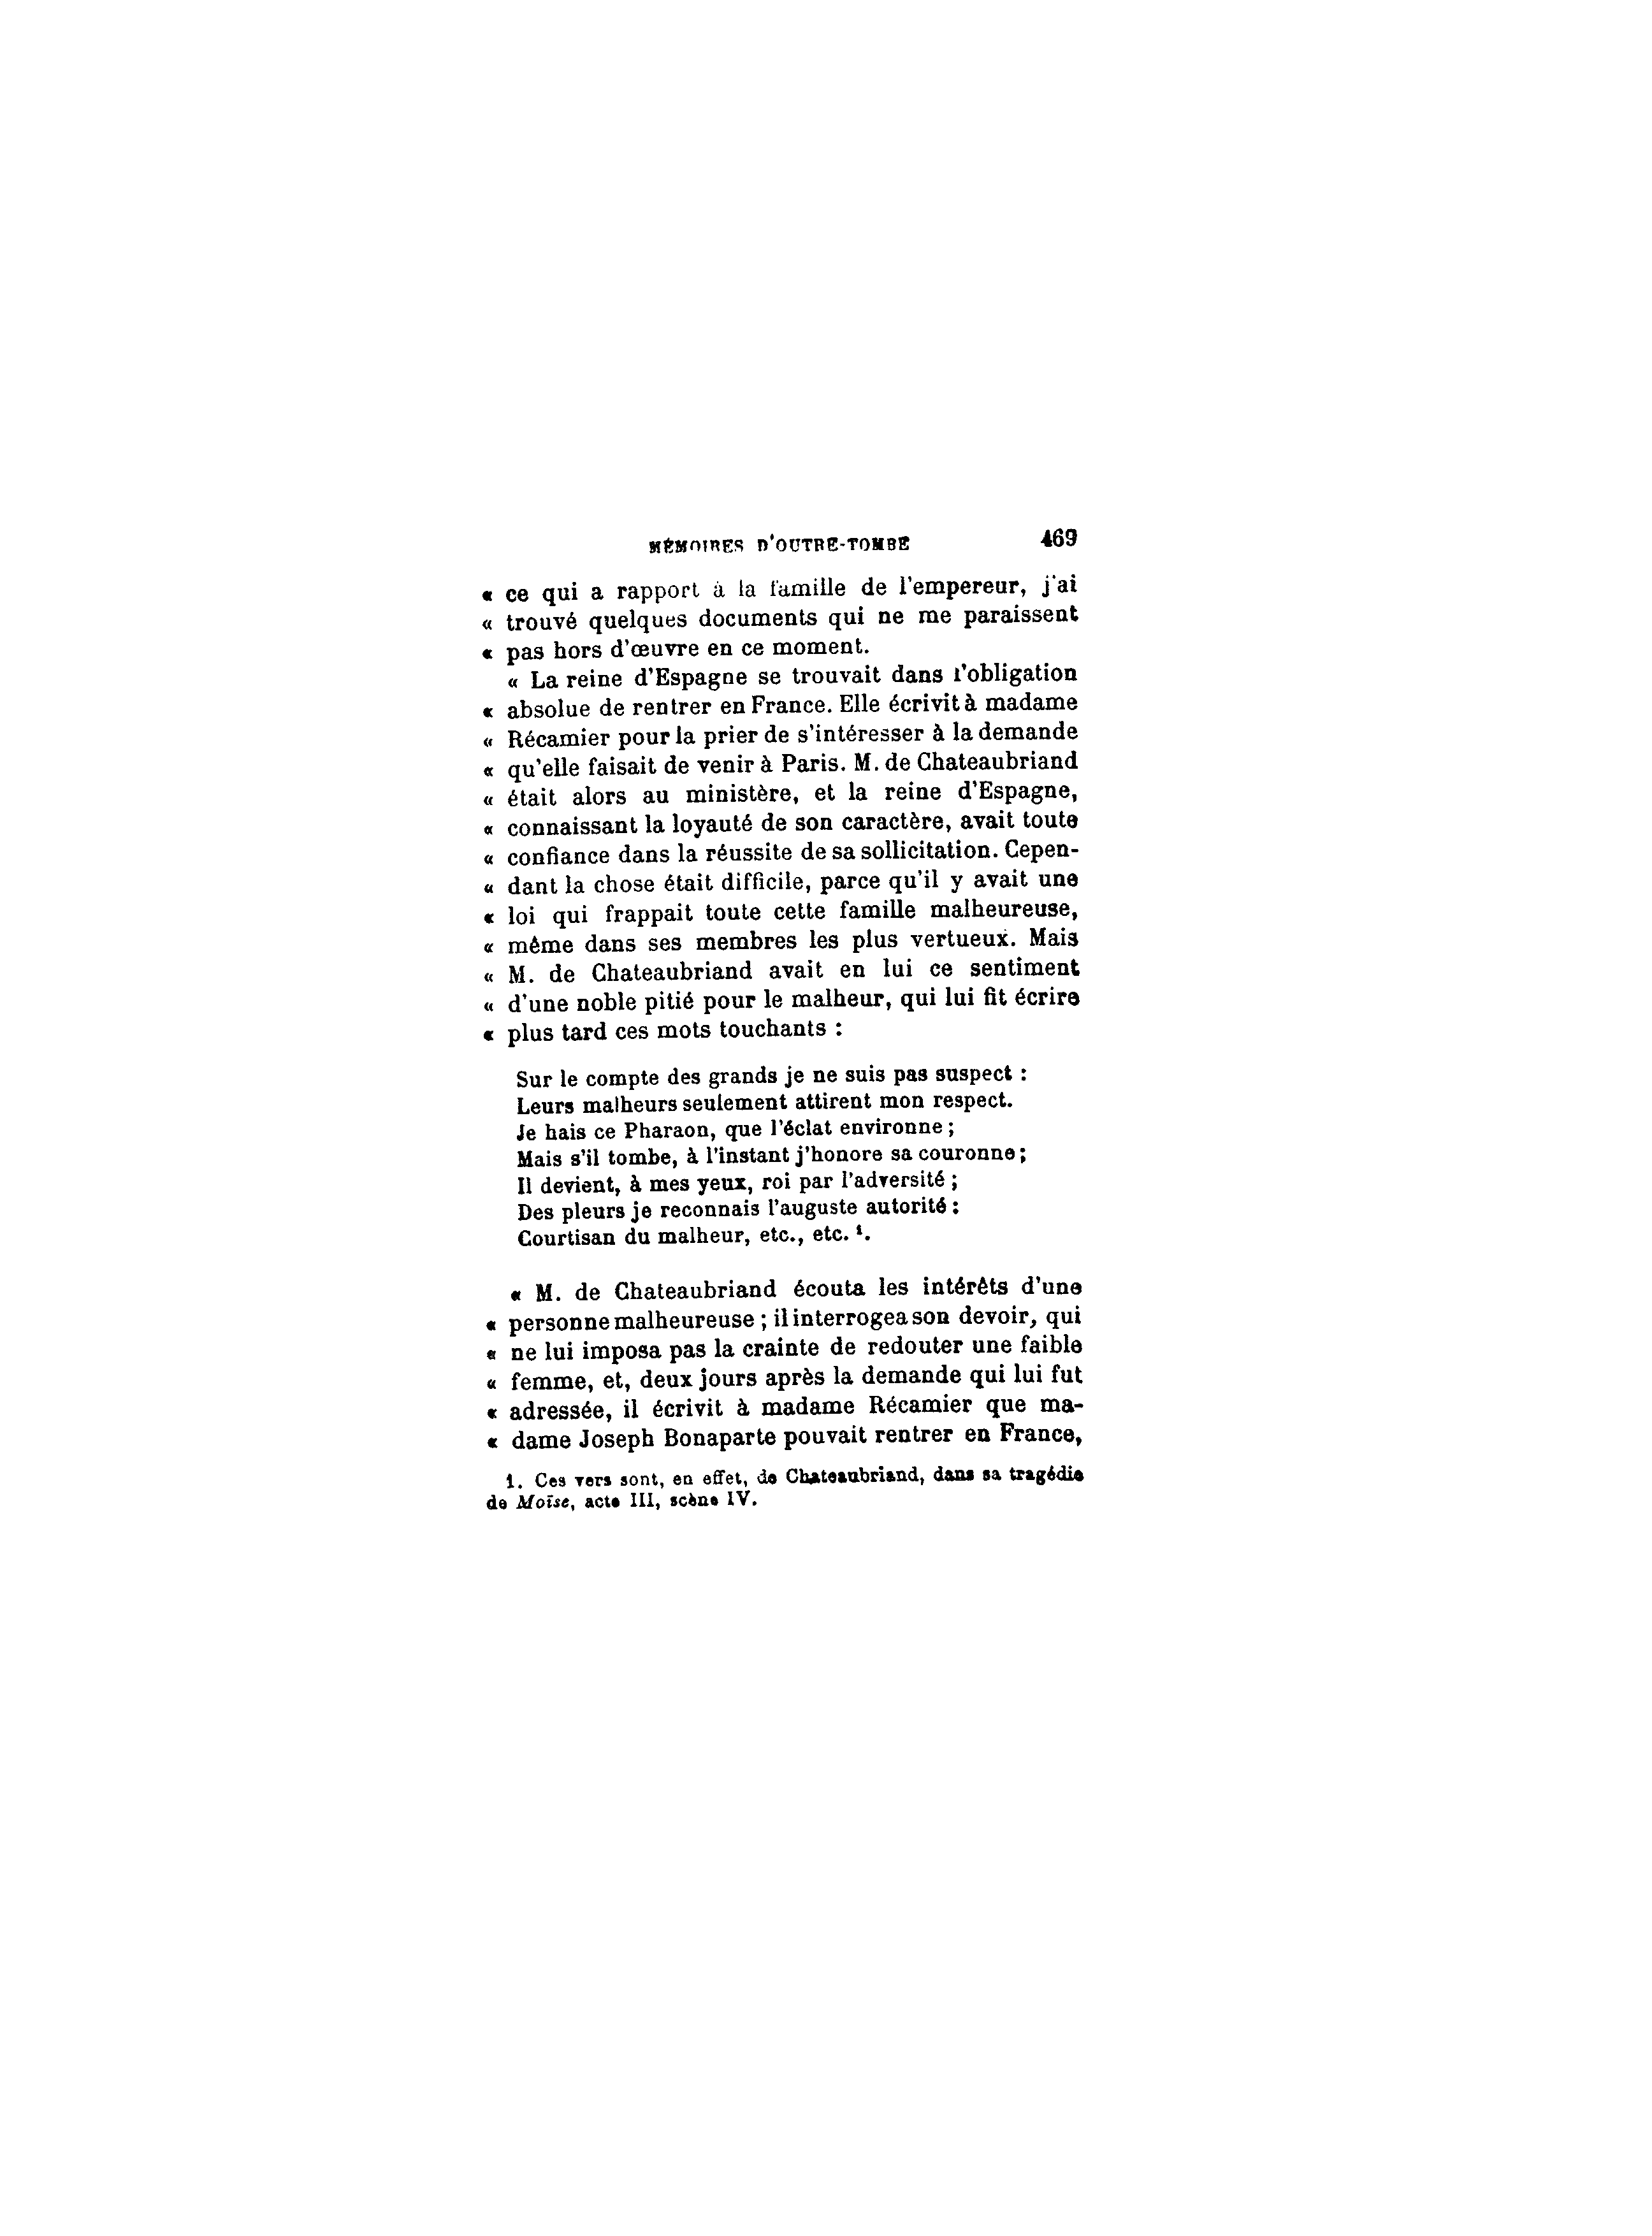 MÉMOIRES D'OUTRE-TOMBE 469
« ce qui a rapport à la famille de l'empereur, j'ai
« trouvé quelques documents qui ne me paraissent
« pas hors d'œuvre en ce moment.
« La reine d'Espagne se trouvait dans l'obligation
« absolue de rentrer en France. Elle écrivit à madame
« Récamier pour la prier de s'intéresser à la demande
« qu'elle faisait de venir à Paris. M. de Chateaubriand
« était alors au ministère, et la reine d'Espagne,
« connaissant la loyauté de son caractère, avait toute
« confiance dans la réussite de sa sollicitation. Cepen-
« dant la chose était difficile, parce qu'il y avait une
« loi qui frappait toute cette famille malheureuse,
« même dans ses membres les plus vertueux. Mais
« M. de Chateaubriand avait en lui ce sentiment
« d'une noble pitié pour le malheur, qui lui fit écrire
« plus tard ces mots touchants :
Sur le compte des grands je ne suis pas suspect :
Leurs malheurs seulement attirent mon respect.
Je hais ce Pharaon, que l'éclat environne ;
Mais s'il tombe, à l'instant j'honore sa couronne ;
Il devient, à mes yeux, roi par l'adversité ;
Des pleurs je reconnais l'auguste autorité :
Courtisan du malheur, etc., etc. ¹.
« M. de Chateaubriand écouta les intérêts d'une
« personne malheureuse ; il interrogea son devoir, qui
« ne lui imposa pas la crainte de redouter une faible
« femme, et, deux jours après la demande qui lui fut
« adressée, il écrivit à madame Récamier que ma-
« dame Joseph Bonaparte pouvait rentrer en France,
1. Ces vers sont, en effet, de Chateaubriand, dans sa tragédie
de Moïse, acte III, scène IV.